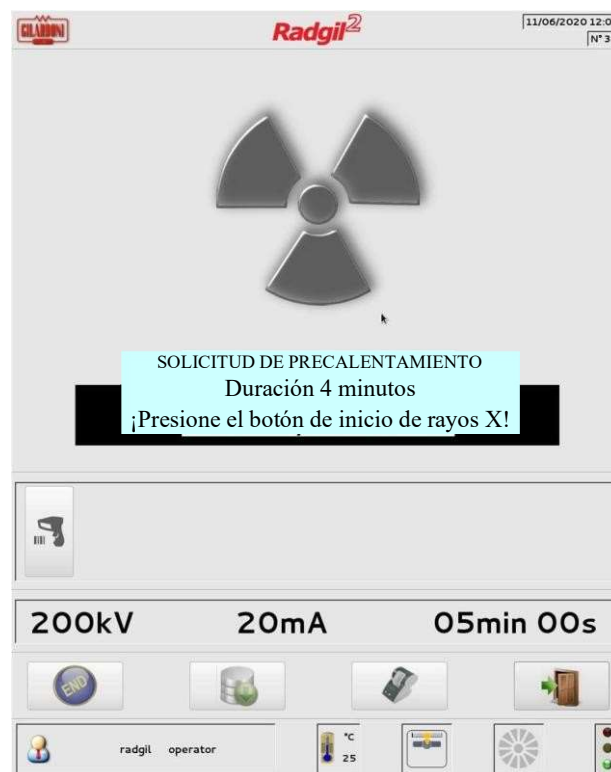 GILARDONI
Radgil2
11/06/2020 12:0
N° 3
SOLICITUD DE PRECALENTAMIENTO
Duración 4 minutos
¡Presione el botón de inicio de rayos X!
200kV 20mA 05min 00s
END
radgil operator
°C
25